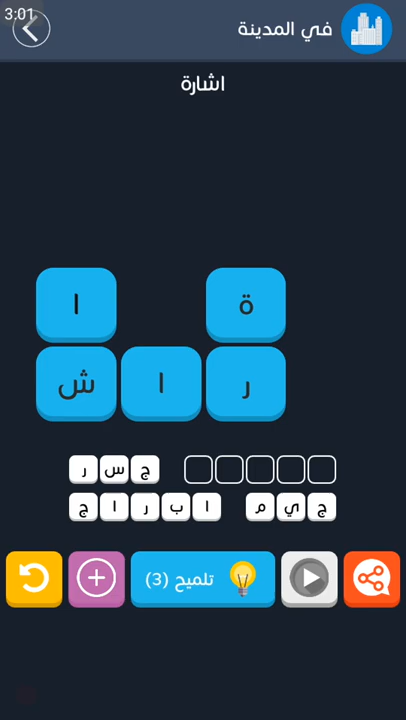 3:01
في المدينة
اشارة
ة ا
ر ا ش
ج س ر
ج ي م ا ب ر ا ج
تلميح (3)